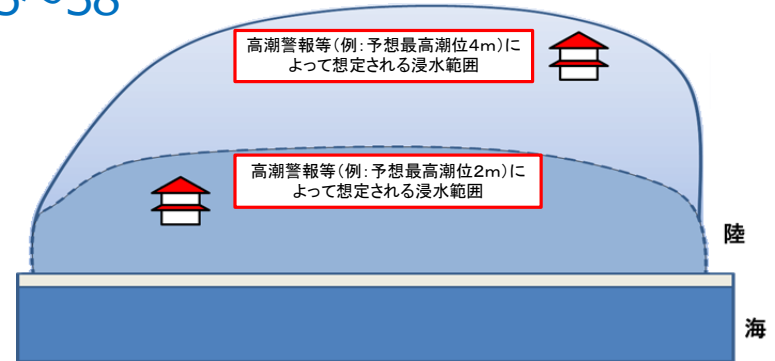 高潮警報等(例:予想最高潮位4m)に
よって想定される浸水範囲
高潮警報等(例:予想最高潮位2m)に
よって想定される浸水範囲
陸
海